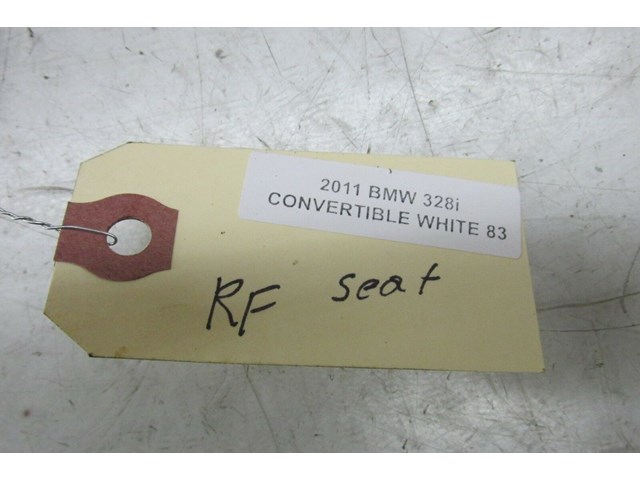 2011 BMW 328i
CONVERTIBLE WHITE 83
RF seat